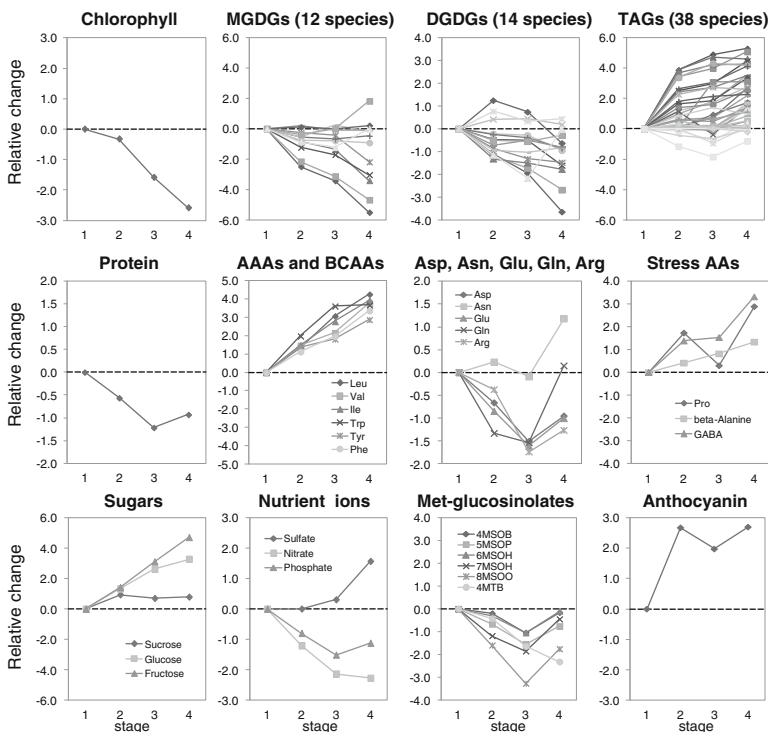 Chlorophyll MGDGs (12 species) DGDGs (14 species) TAGs (38 species)
Relative change
3.0 2.0 1.0 0.0 -1.0 -2.0 -3.0
1 2 3 4
6.0 4.0 2.0 0.0 -2.0 -4.0 -6.0
1 2 3 4
4.0 3.0 2.0 1.0 0.0 -1.0 -2.0 -3.0 -4.0
1 2 3 4
6.0 4.0 2.0 0.0 -2.0 -4.0 -6.0
1 2 3 4
Protein AAAs and BCAAs Asp, Asn, Glu, Gln, Arg Stress AAs
Relative change
2.0 1.5 1.0 0.5 0.0 -0.5 -1.0 -1.5 -2.0
1 2 3 4
5.0 4.0 3.0 2.0 1.0 0.0 -1.0 -2.0 -3.0 -4.0 -5.0
Leu
Val
Ile
Trp
Tyr
Phe
1 2 3 4
2.0 1.5 1.0 0.5 0.0 -0.5 -1.0 -1.5 -2.0
Asp
Asn
Glu
Gln
Arg
1 2 3 4
4.0 3.0 2.0 1.0 0.0 -1.0 -2.0 -3.0 -4.0
Pro
beta-Alanine
GABA
1 2 3 4
Sugars Nutrient ions Met-glucosinolates Anthocyanin
Relative change
6.0 4.0 2.0 0.0 -2.0 -4.0 -6.0
Sucrose
Glucose
Fructose
1 2 3 4
stage
3.0 2.0 1.0 0.0 -1.0 -2.0 -3.0
Sulfate
Nitrate
Phosphate
1 2 3 4
stage
4.0 3.0 2.0 1.0 0.0 -1.0 -2.0 -3.0 -4.0
4MSOB
5MSOP
6MSOH
7MSOH
8MSOO
4MTB
1 2 3 4
stage
3.0 2.0 1.0 0.0 -1.0 -2.0 -3.0
1 2 3 4
stage